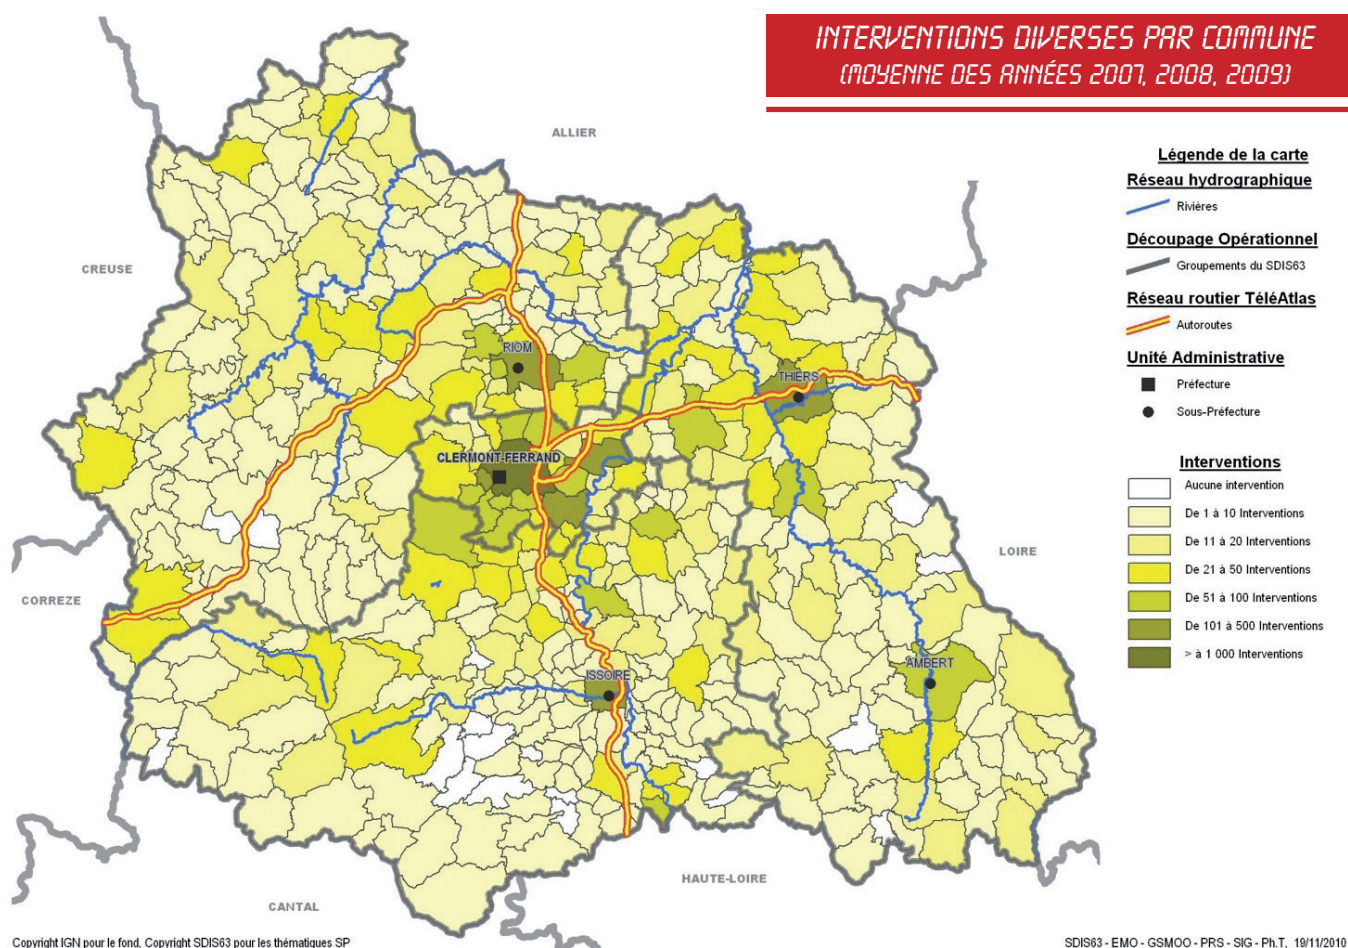 INTERVENTIONS DIVERSES PAR COMMUNE
(MOYENNE DES ANNÉES 2007, 2008, 2009)
ALLIER
CREUSE
CORREZE
CANTAL
HAUTE-LOIRE
LOIRE
RIOM
THIERS
CLERMONT-FERRAND
ISSOIRE
AMBERT
Légende de la carte
Réseau hydrographique
Rivières
Découpage Opérationnel
Groupements du SDIS63
Réseau routier TéléAtlas
Autoroutes
Unité Administrative
Préfecture
Sous-Préfecture
Interventions
Aucune intervention
De 1 à 10 Interventions
De 11 à 20 Interventions
De 21 à 50 Interventions
De 51 à 100 Interventions
De 101 à 500 Interventions
> à 1 000 Interventions
Copyright IGN pour le fond, Copyright SDIS63 pour les thématiques SP
SDIS63 - EMO - GSMOO - PRS - SIG - Ph.T, 19/11/2010